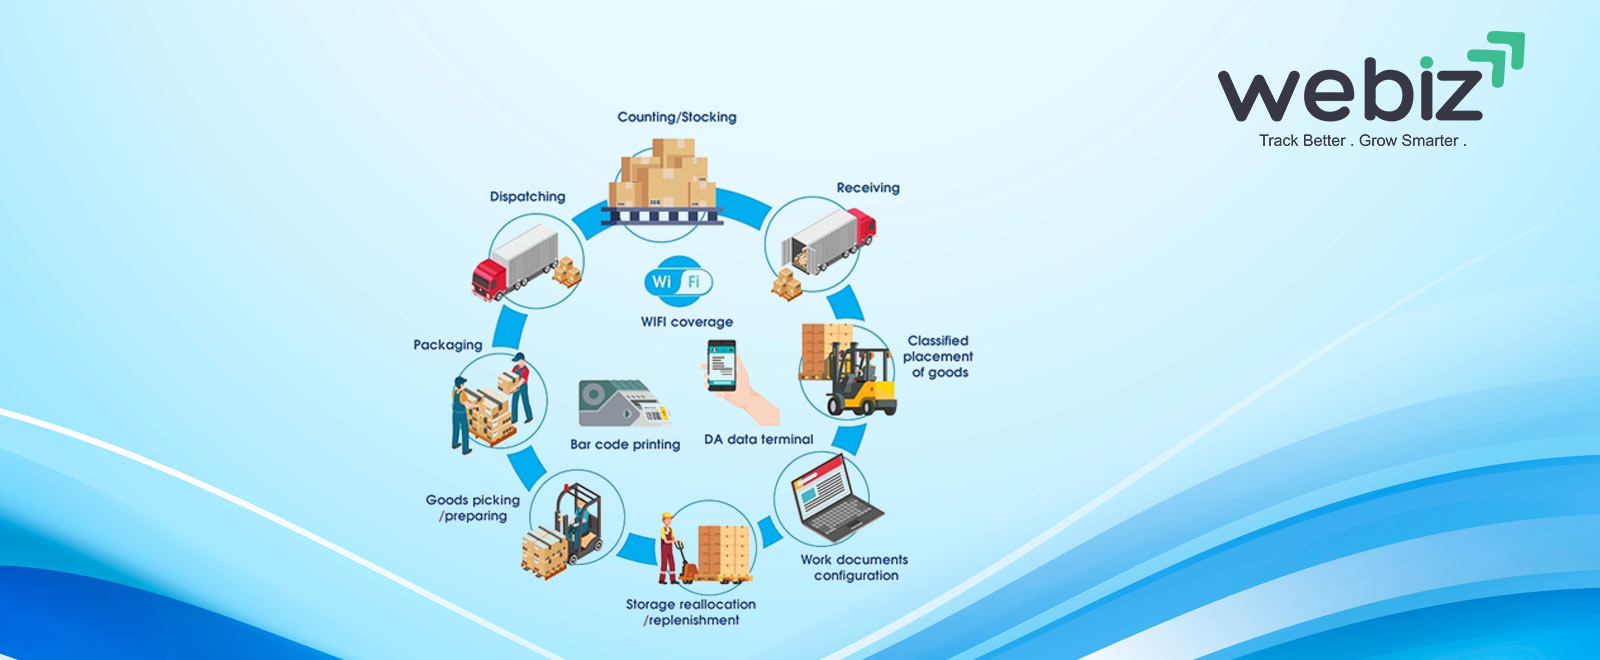 webiz
Track Better . Grow Smarter .
Counting/Stocking
Receiving
Dispatching
Wi Fi
WIFI coverage
Classified
placement
of goods
Packaging
Bar code printing
DA data terminal
Goods picking
/preparing
Work documents
configuration
Storage reallocation
/replenishment